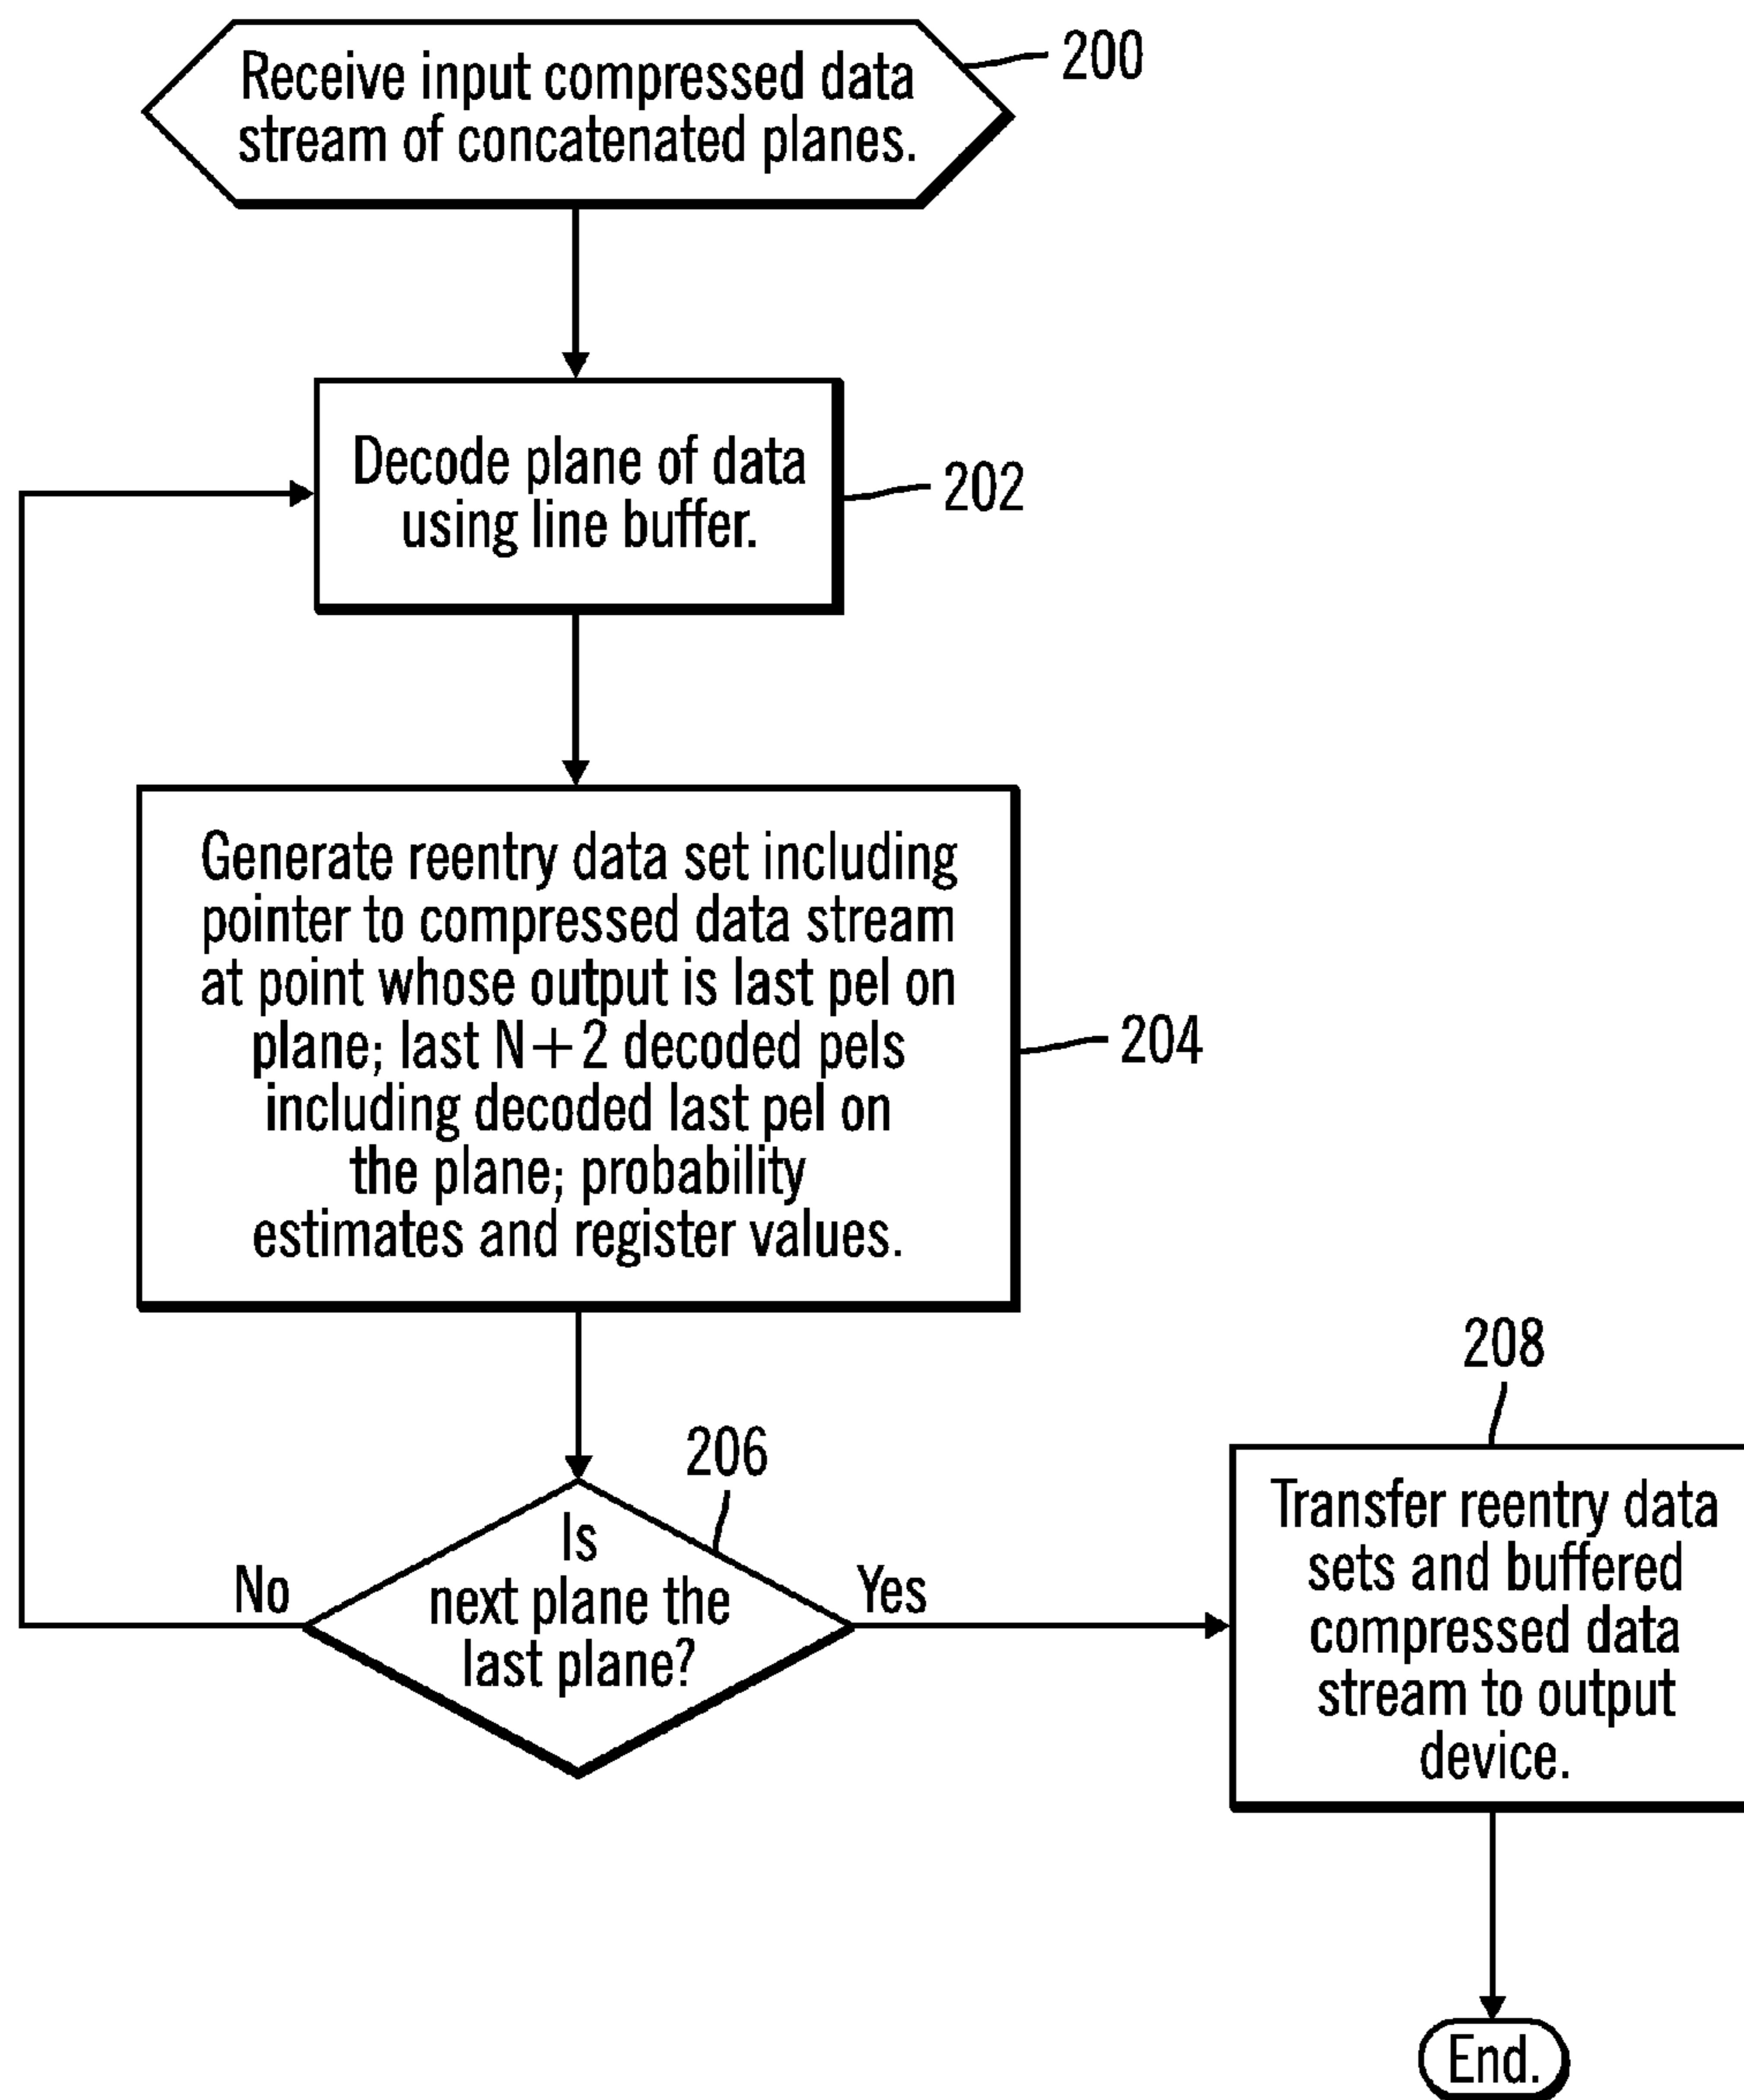 Receive input compressed data
stream of concatenated planes.
200
Decode plane of data
using line buffer.
202
Generate reentry data set including
pointer to compressed data stream
at point whose output is last pel on
plane; last N+2 decoded pels
including decoded last pel on
the plane; probability
estimates and register values.
204
206
Is
next plane the
last plane?
No
Yes
208
Transfer reentry data
sets and buffered
compressed data
stream to output
device.
End.